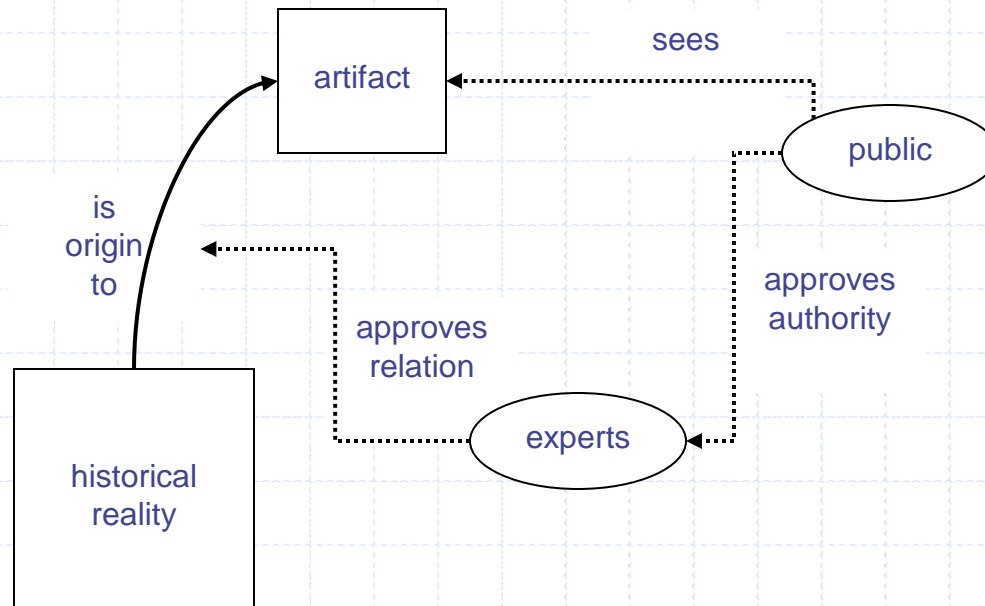 sees
artifact
public
is
origin
to
approves
authority
approves
relation
experts
historical
reality